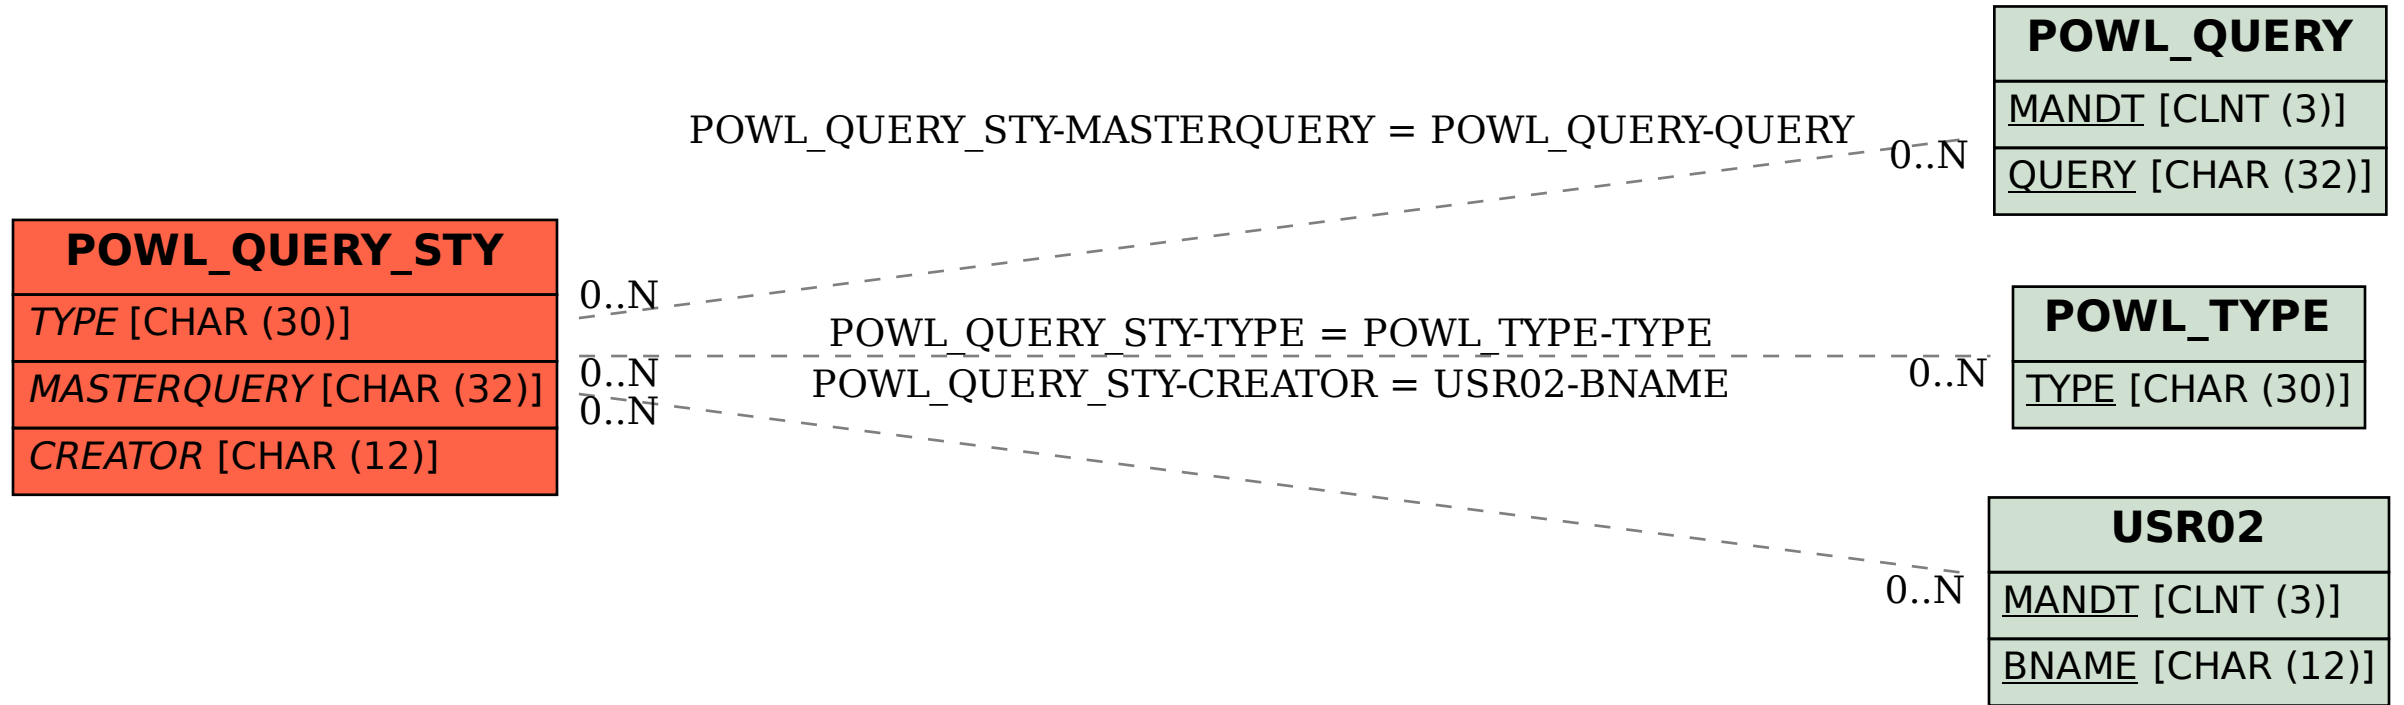 POWL_QUERY
MANDT [CLNT (3)]
QUERY [CHAR (32)]
POWL_QUERY_STY-MASTERQUERY = POWL_QUERY-QUERY
0..N
POWL_QUERY_STY
TYPE [CHAR (30)]
MASTERQUERY [CHAR (32)]
CREATOR [CHAR (12)]
0..N
POWL_QUERY_STY-TYPE = POWL_TYPE-TYPE
0..N
0..N
POWL_QUERY_STY-CREATOR = USR02-BNAME
0..N
POWL_TYPE
TYPE [CHAR (30)]
0..N
USR02
MANDT [CLNT (3)]
BNAME [CHAR (12)]